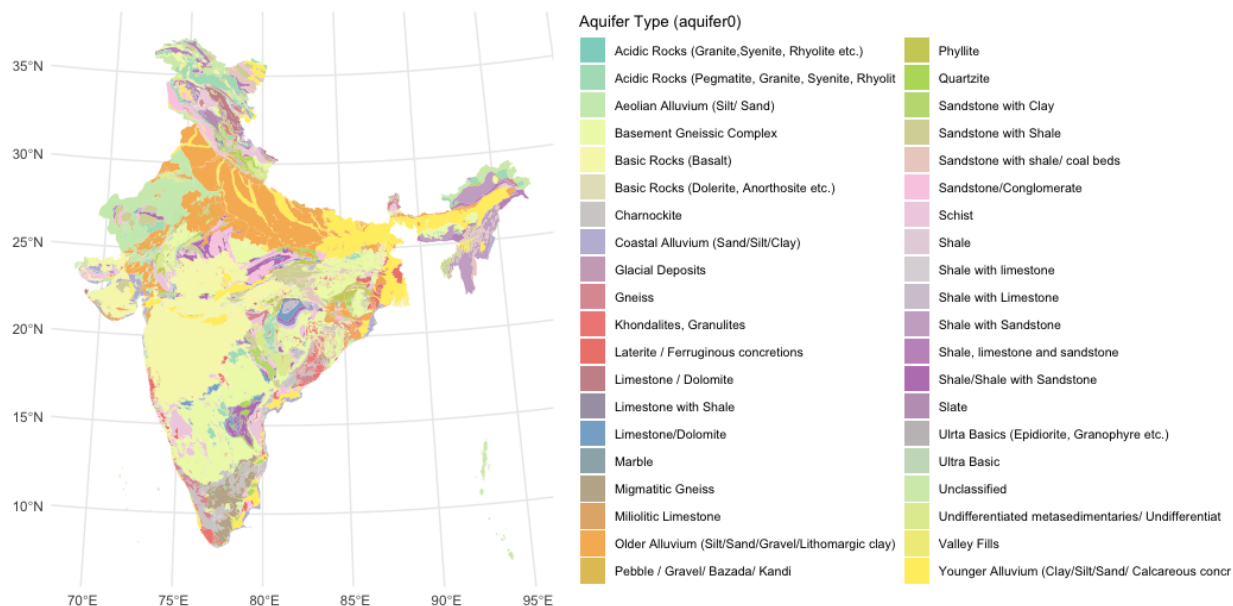 Aquifer Type (aquifer0)
Acidic Rocks (Granite,Syenite, Rhyolite etc.)
Acidic Rocks (Pegmatite, Granite, Syenite, Rhyolit
Aeolian Alluvium (Silt/ Sand)
Basement Gneissic Complex
Basic Rocks (Basalt)
Basic Rocks (Dolerite, Anorthosite etc.)
Charnockite
Coastal Alluvium (Sand/Silt/Clay)
Glacial Deposits
Gneiss
Khondalites, Granulites
Laterite / Ferruginous concretions
Limestone / Dolomite
Limestone with Shale
Limestone/Dolomite
Marble
Migmatitic Gneiss
Miliolitic Limestone
Older Alluvium (Silt/Sand/Gravel/Lithomargic clay)
Pebble / Gravel/ Bazada/ Kandi
Phyllite
Quartzite
Sandstone with Clay
Sandstone with Shale
Sandstone with shale/ coal beds
Sandstone/Conglomerate
Schist
Shale
Shale with limestone
Shale with Limestone
Shale with Sandstone
Shale, limestone and sandstone
Shale/Shale with Sandstone
Slate
Ulrta Basics (Epidiorite, Granophyre etc.)
Ultra Basic
Unclassified
Undifferentiated metasedimentaries/ Undifferentiat
Valley Fills
Younger Alluvium (Clay/Silt/Sand/ Calcareous concr
35°N
30°N
25°N
20°N
15°N
10°N
70°E
75°E
80°E
85°E
90°E
95°E